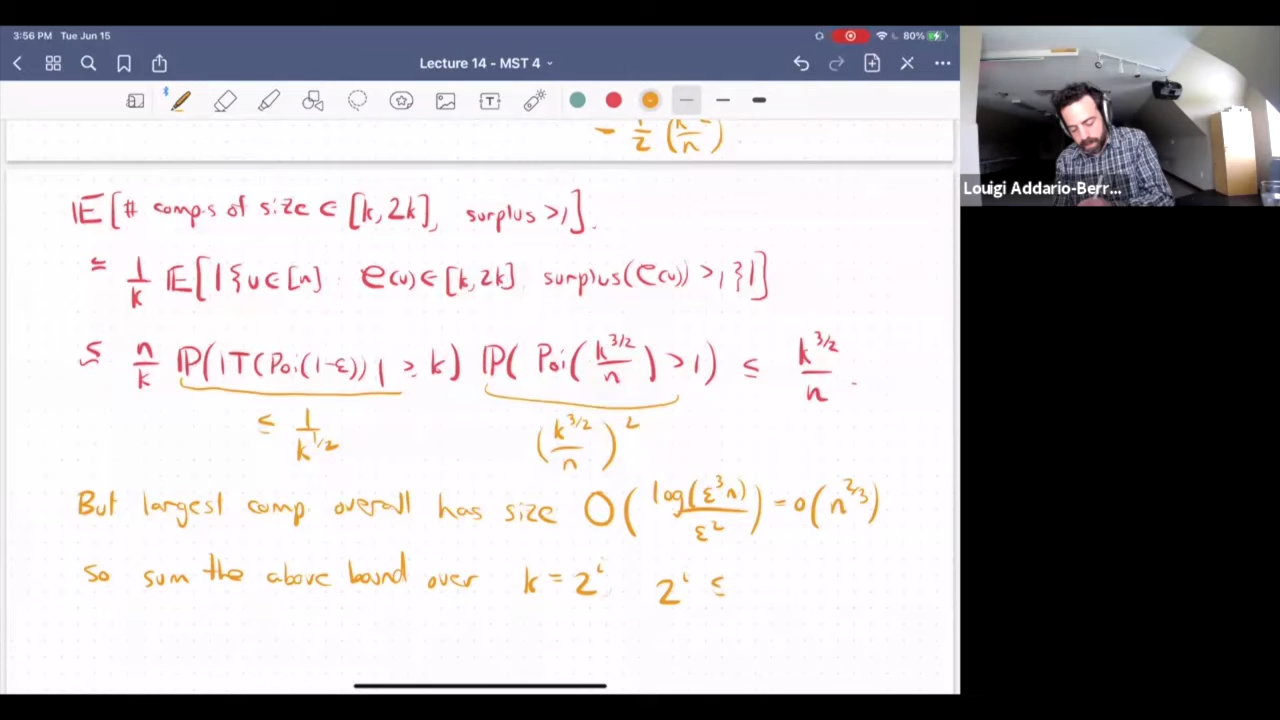 3:56 PM Tue Jun 15
80%
Lecture 14 - MST 4
- 1/2 ( /n )
𝔼[# comps of size ∈ [k, 2k], surplus > 1].
≤ 1/k 𝔼[|{v ∈ [n] e(v) ∈ [k, 2k] surplus(e(v)) > 1}|]
≲ n/k ℙ(|T(Poi(1-ε))| ≥ k) ℙ(Poi(k^{3/2}/n) > 1) ≤ k^{3/2}/n.
≤ 1/k^{1/2} (k^{3/2}/n)^2
But largest comp. overall has size O(log(ε^3 n)/ε^2) = o(n^{2/3})
so sum the above bound over k = 2^i 2^i ≤
Louigi Addario-Berr...